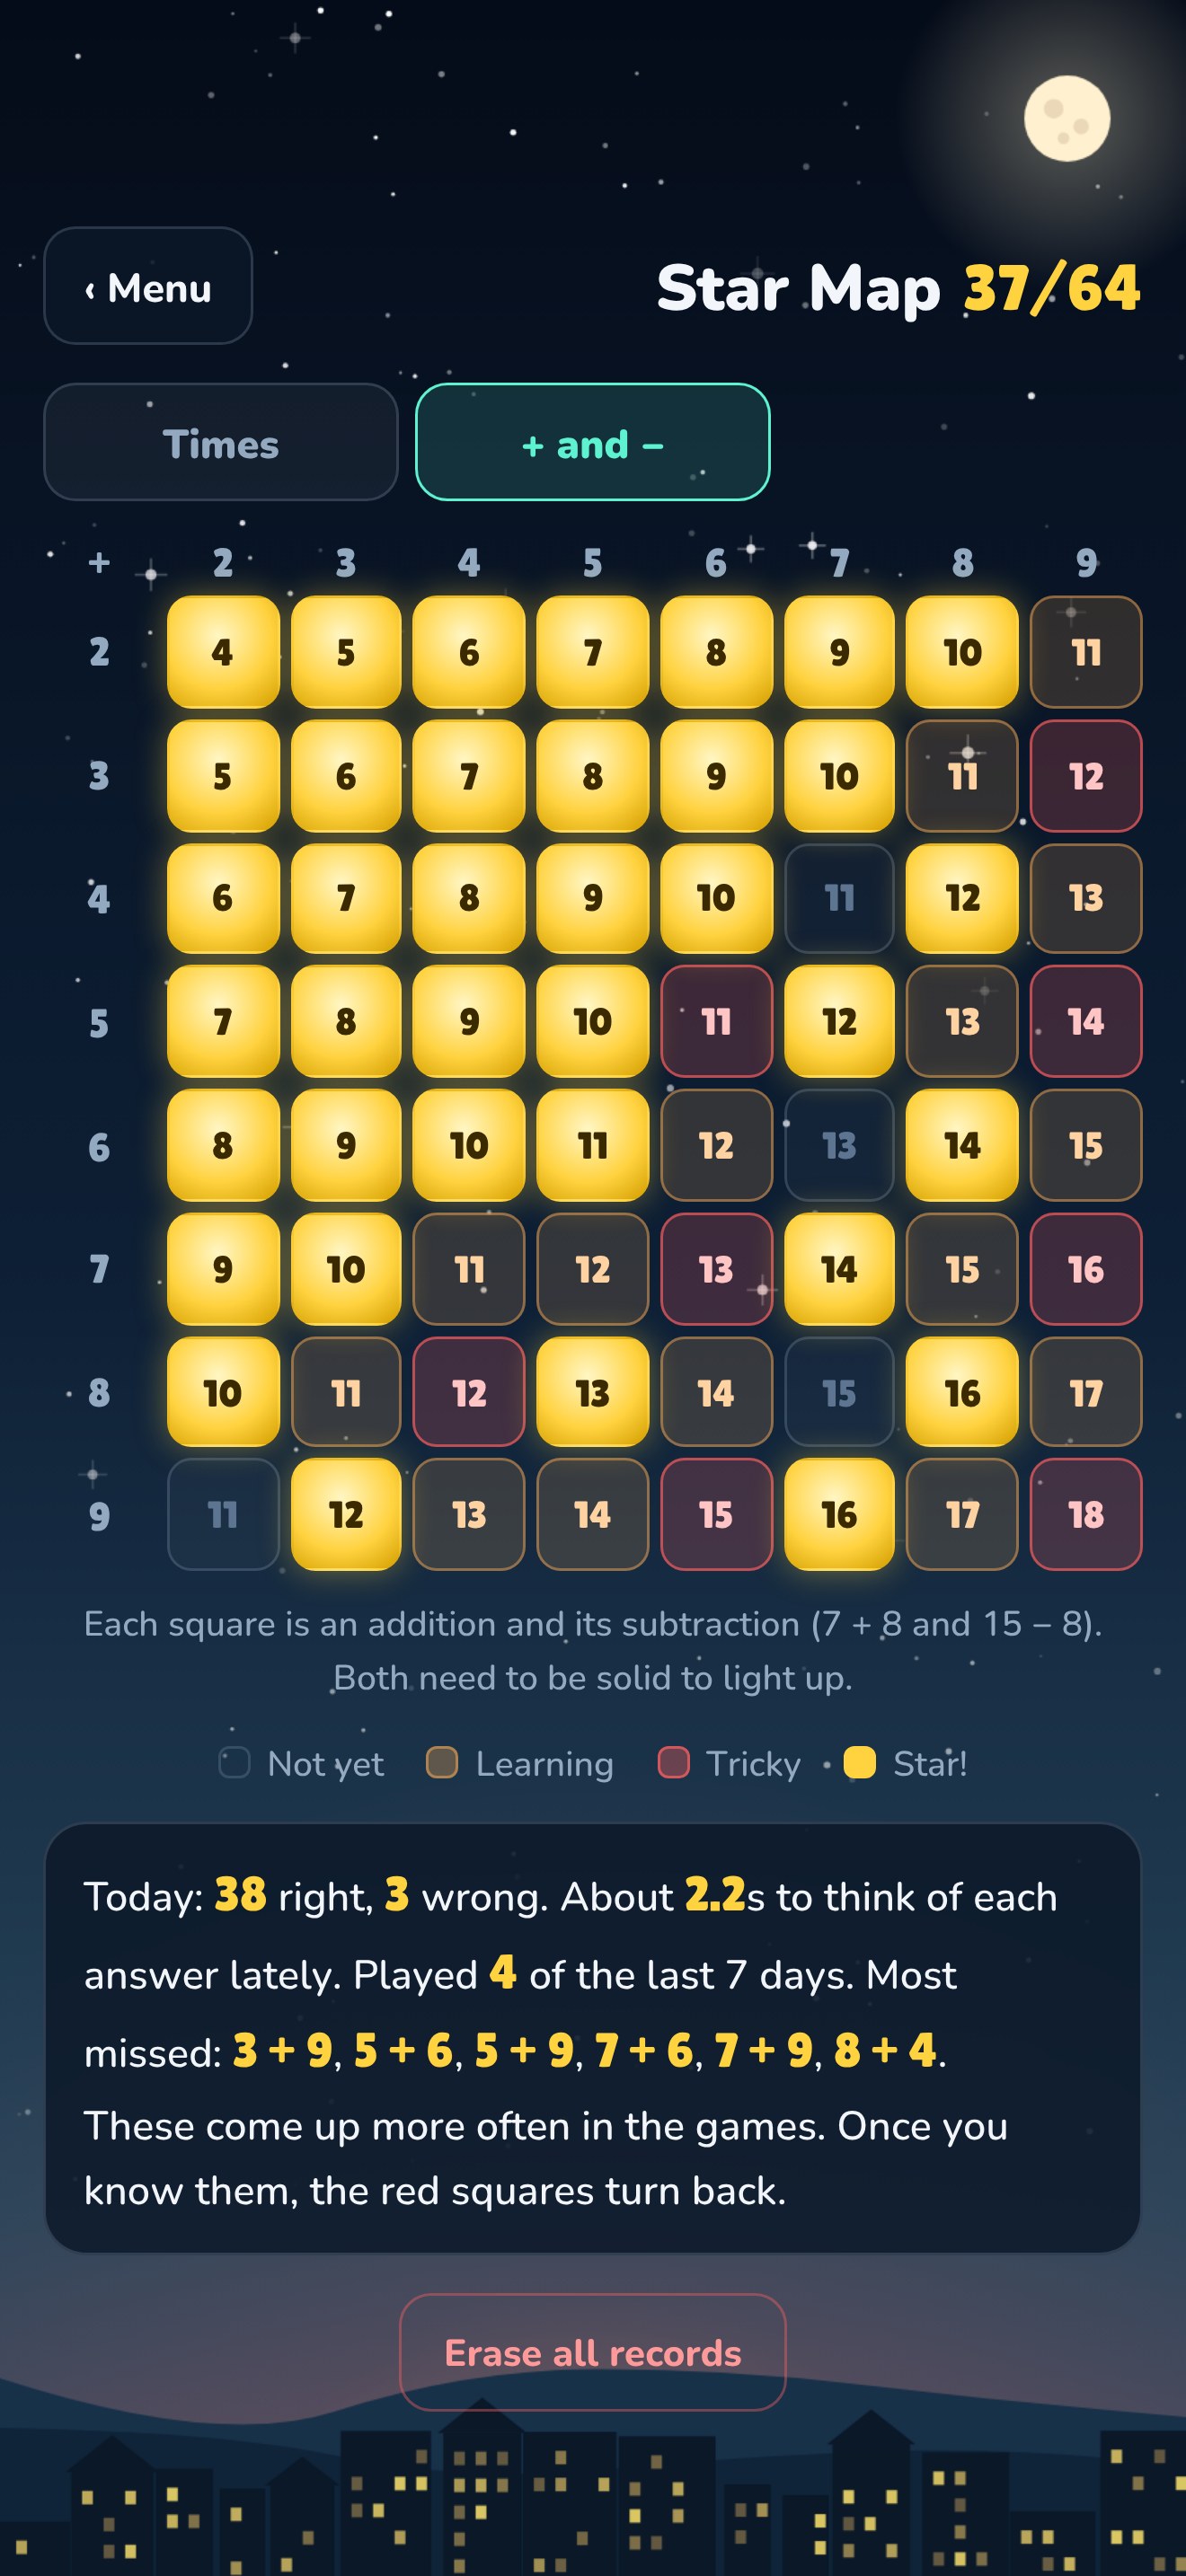 ‹ Menu
Star Map 37/64
Times
+ and −
+ 2 3 4 5 6 7 8 9
2 4 5 6 7 8 9 10 11
3 5 6 7 8 9 10 11 12
4 6 7 8 9 10 11 12 13
5 7 8 9 10 11 12 13 14
6 8 9 10 11 12 13 14 15
7 9 10 11 12 13 14 15 16
8 10 11 12 13 14 15 16 17
9 11 12 13 14 15 16 17 18
Each square is an addition and its subtraction (7 + 8 and 15 − 8).
Both need to be solid to light up.
Not yet Learning Tricky Star!
Today: 38 right, 3 wrong. About 2.2s to think of each
answer lately. Played 4 of the last 7 days. Most
missed: 3 + 9, 5 + 6, 5 + 9, 7 + 6, 7 + 9, 8 + 4.
These come up more often in the games. Once you
know them, the red squares turn back.
Erase all records